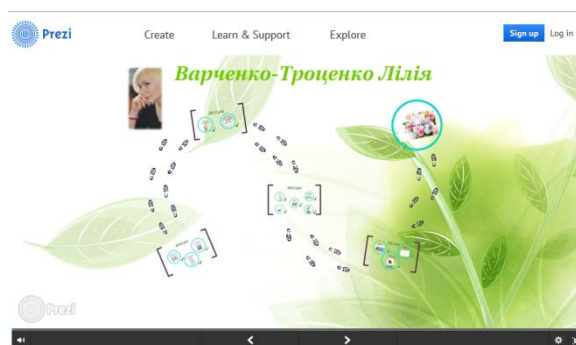 Prezi
Create
Learn & Support
Explore
Sign up
Log in
Варченко-Троценко Лілія
Prezi